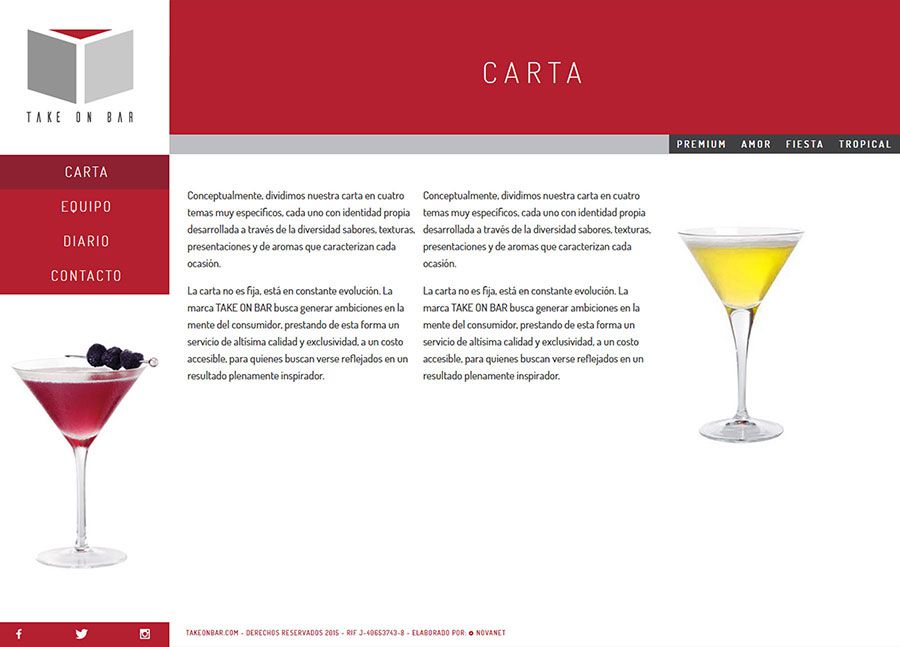 TAKE ON BAR
CARTA
EQUIPO
DIARIO
CONTACTO
CARTA
PREMIUM AMOR FIESTA TROPICAL
Conceptualmente, dividimos nuestra carta en cuatro
temas muy específicos, cada uno con identidad propia
desarrollada a través de la diversidad sabores, texturas,
presentaciones y de aromas que caracterizan cada
ocasión.
La carta no es fija, está en constante evolución. La
marca TAKE ON BAR busca generar ambiciones en la
mente del consumidor, prestando de esta forma un
servicio de altísima calidad y exclusividad, a un costo
accesible, para quienes buscan verse reflejados en un
resultado plenamente inspirador.
Conceptualmente, dividimos nuestra carta en cuatro
temas muy específicos, cada uno con identidad propia
desarrollada a través de la diversidad sabores, texturas,
presentaciones y de aromas que caracterizan cada
ocasión.
La carta no es fija, está en constante evolución. La
marca TAKE ON BAR busca generar ambiciones en la
mente del consumidor, prestando de esta forma un
servicio de altísima calidad y exclusividad, a un costo
accesible, para quienes buscan verse reflejados en un
resultado plenamente inspirador.
TAKEONBAR.COM - DERECHOS RESERVADOS 2015 - RIF J-40653743-8 - ELABORADO POR: NOVANET